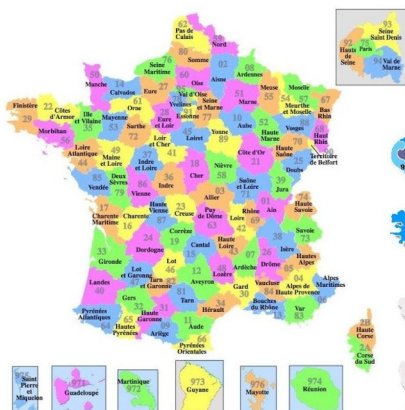 62
Pas de
Calais
59
Nord
80
Somme
76
Seine
Maritime
60
Oise
02
Aisne
08
Ardennes
50
Manche
14
Calvados
27
Eure
Val d'Oise
Yvelines
77
Seine et
Marne
51
Marne
55
Meuse
54
Meurthe
et Moselle
Moselle
67
Bas
Rhin
61
Orne
28
Eure
et Loir
91
Essonne
29
Finistère
22
Côtes
d'Armor
35
Ille et
Vilaine
53
Mayenne
72
Sarthe
45
Loiret
10
Aube
52
Haute
Marne
88
Vosges
68
Haut
Rhin
56
Morbihan
44
Loire
Atlantique
49
Maine
et Loire
37
41
Loir
et Cher
89
Yonne
21
Côte d'Or
70
Haute
Saône
Territoire
de Belfort
25
Doubs
85
Vendée
79
Deux
Sèvres
86
Vienne
36
Indre
18
Cher
58
Nièvre
71
Saône
et Loire
39
Jura
17
Charente
Maritime
16
Charente
87
Haute
Vienne
23
Creuse
03
Allier
63
Puy
de Dôme
42
Loire
69
Rhône
01
Ain
74
Haute
Savoie
73
Savoie
33
Gironde
24
Dordogne
19
Corrèze
15
Cantal
43
Haute
Loire
07
Ardèche
26
Drôme
38
Isère
05
Hautes
Alpes
40
Landes
47
Lot
et Garonne
46
Lot
82
Tarn
et Garonne
12
Aveyron
48
Lozère
30
Gard
84
Vaucluse
04
Alpes de
Haute Provence
06
Alpes
Maritimes
64
Pyrénées
Atlantiques
32
Gers
65
Hautes
Pyrénées
31
Haute
Garonne
81
Tarn
34
Hérault
13
Bouches
du Rhône
83
Var
09
Ariège
11
Aude
66
Pyrénées
Orientales
2B
Haute
Corse
2A
Corse
du Sud
93
Seine
Saint Denis
92
Hauts
de
Seine
75
Paris
94
Val de
Marne
975
Saint
Pierre
et
Miquelon
971
Guadeloupe
Martinique
972
973
Guyane
976
Mayotte
974
Réunion